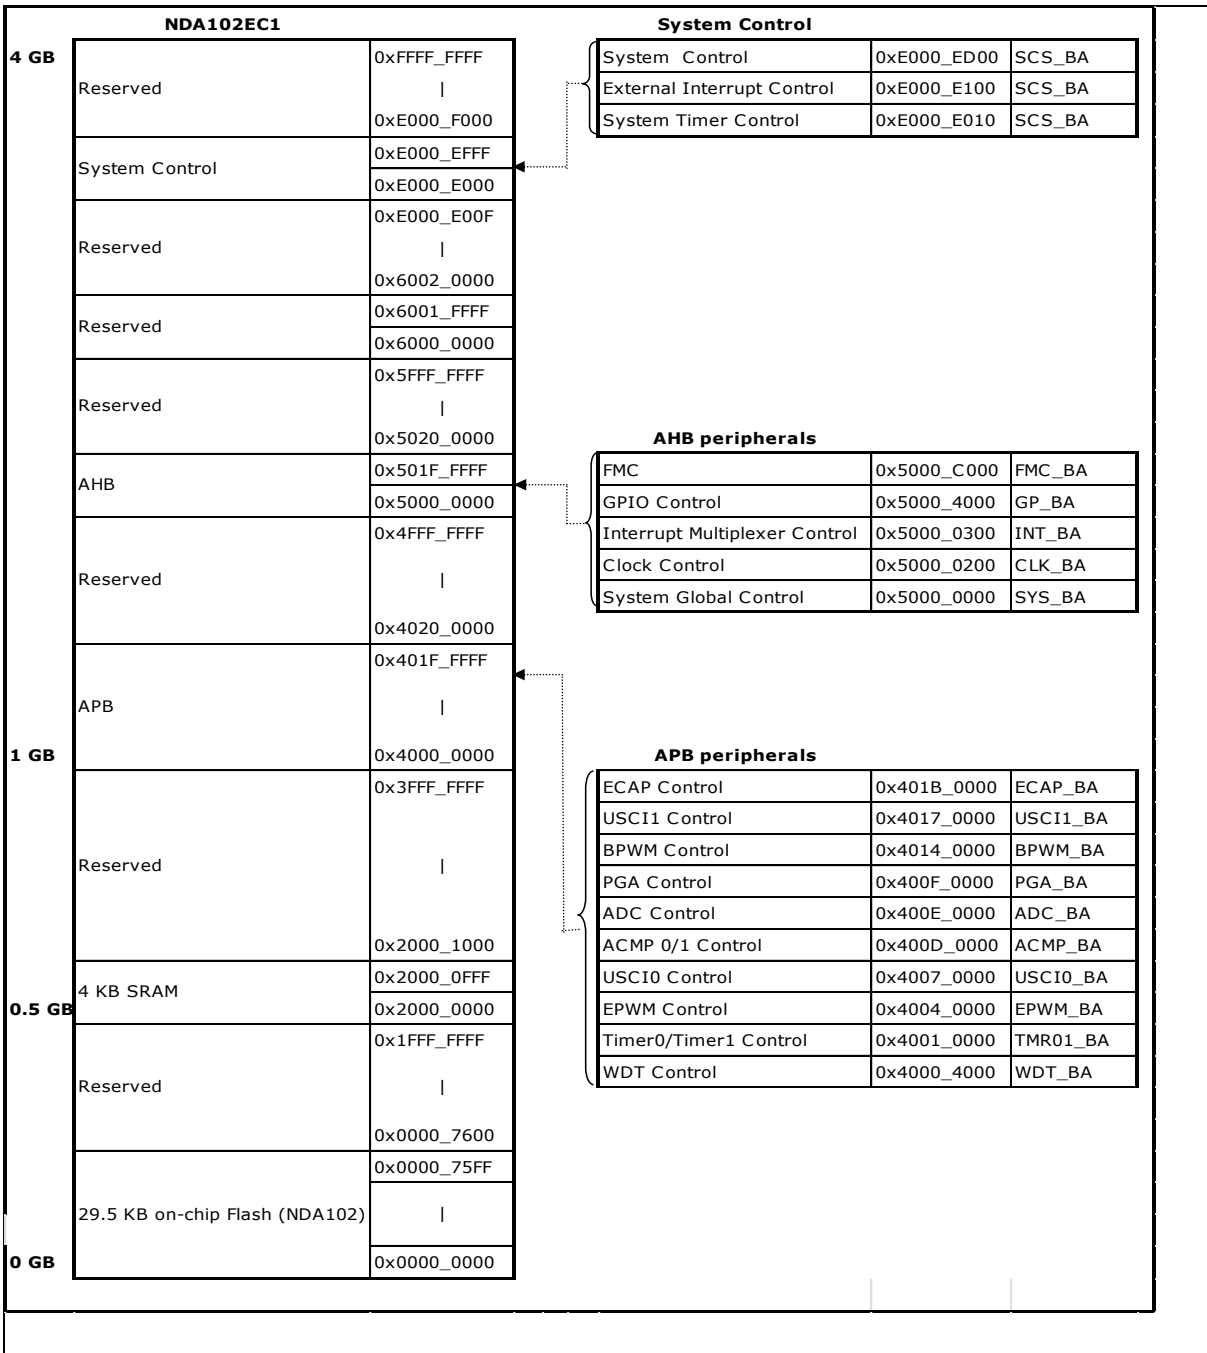 NDA102EC1
4 GB
Reserved
0xFFFF_FFFF
|
0xE000_F000
System Control
0xE000_EFFF
0xE000_E000
Reserved
0xE000_E00F
|
0x6002_0000
Reserved
0x6001_FFFF
0x6000_0000
Reserved
0x5FFF_FFFF
|
0x5020_0000
AHB
0x501F_FFFF
0x5000_0000
Reserved
0x4FFF_FFFF
|
0x4020_0000
APB
0x401F_FFFF
|
1 GB
0x4000_0000
Reserved
0x3FFF_FFFF
|
0x2000_1000
4 KB SRAM
0x2000_0FFF
0.5 GB
0x2000_0000
Reserved
0x1FFF_FFFF
|
0x0000_7600
29.5 KB on-chip Flash (NDA102)
0x0000_75FF
|
0 GB
0x0000_0000
System Control
System Control 0xE000_ED00 SCS_BA
External Interrupt Control 0xE000_E100 SCS_BA
System Timer Control 0xE000_E010 SCS_BA
AHB peripherals
FMC 0x5000_C000 FMC_BA
GPIO Control 0x5000_4000 GP_BA
Interrupt Multiplexer Control 0x5000_0300 INT_BA
Clock Control 0x5000_0200 CLK_BA
System Global Control 0x5000_0000 SYS_BA
APB peripherals
ECAP Control 0x401B_0000 ECAP_BA
USCI1 Control 0x4017_0000 USCI1_BA
BPWM Control 0x4014_0000 BPWM_BA
PGA Control 0x400F_0000 PGA_BA
ADC Control 0x400E_0000 ADC_BA
ACMP 0/1 Control 0x400D_0000 ACMP_BA
USCI0 Control 0x4007_0000 USCI0_BA
EPWM Control 0x4004_0000 EPWM_BA
Timer0/Timer1 Control 0x4001_0000 TMR01_BA
WDT Control 0x4000_4000 WDT_BA